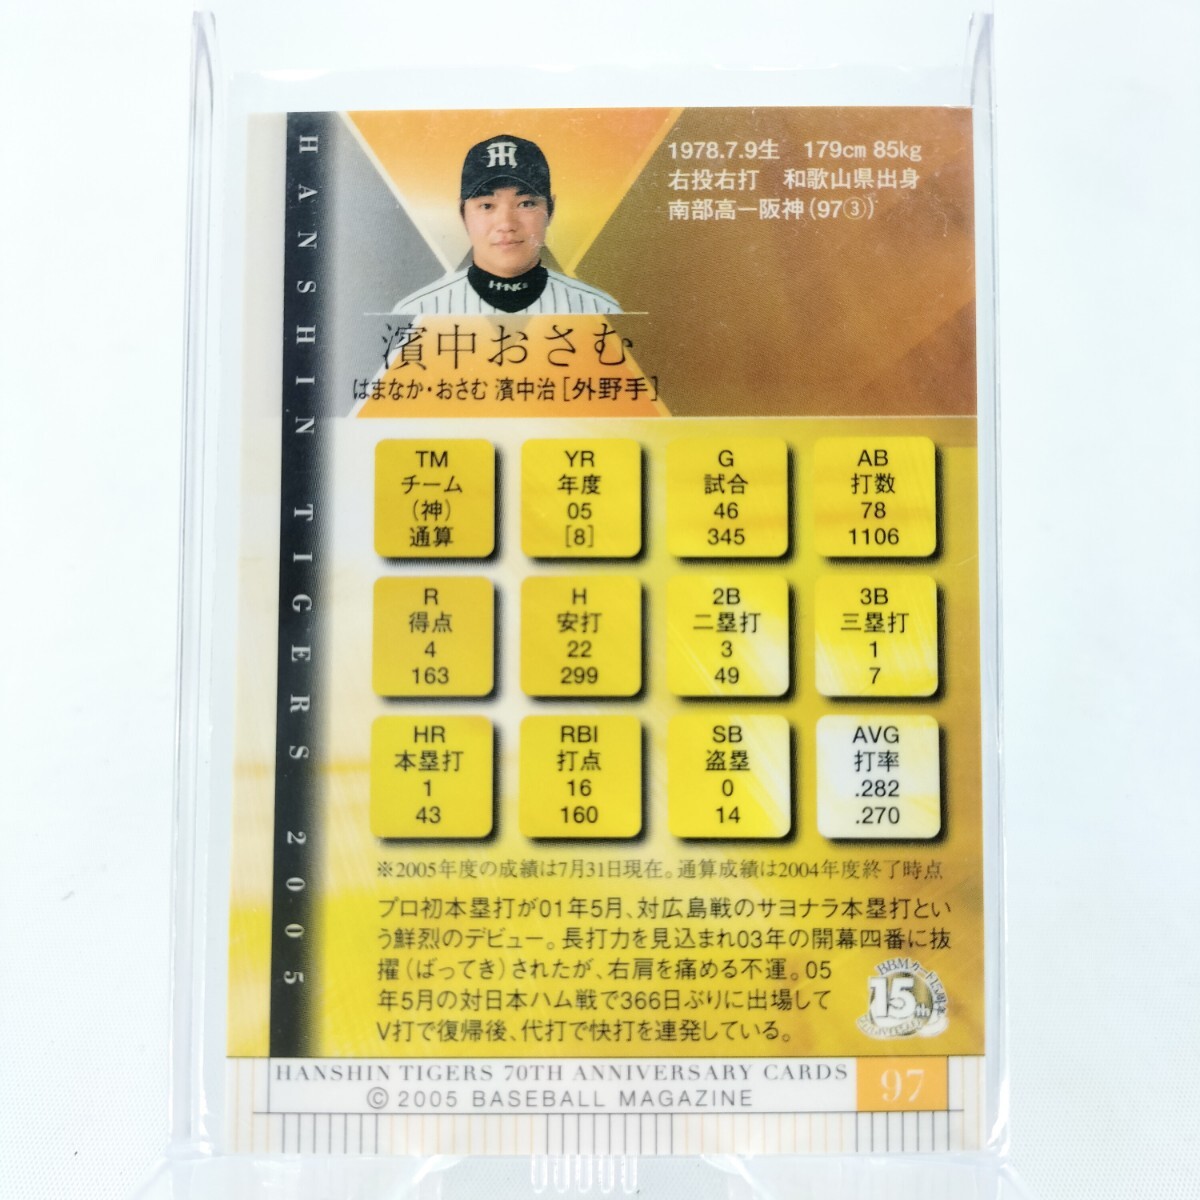 HANSHIN TIGERS 2005
1978.7.9生　179cm 85kg
右投右打　和歌山県出身
南部高ー阪神(97③)
濱中おさむ
はまなか・おさむ 濱中治[外野手]
TM
チーム
(神)
通算
YR
年度
05
[8]
G
試合
46
345
AB
打数
78
1106
R
得点
4
163
H
安打
22
299
2B
二塁打
3
49
3B
三塁打
1
7
HR
本塁打
1
43
RBI
打点
16
160
SB
盗塁
0
14
AVG
打率
.282
.270
※2005年度の成績は7月31日現在。通算成績は2004年度終了時点
プロ初本塁打が01年5月、対広島戦のサヨナラ本塁打とい
う鮮烈のデビュー。長打力を見込まれ03年の開幕四番に抜
擢(ばってき)されたが、右肩を痛める不運。05
年5月の対日本ハム戦で366日ぶりに出場して
V打で復帰後、代打で快打を連発している。
BBMカード15周年
15th
HANSHIN TIGERS 70TH ANNIVERSARY CARDS
© 2005 BASEBALL MAGAZINE
97